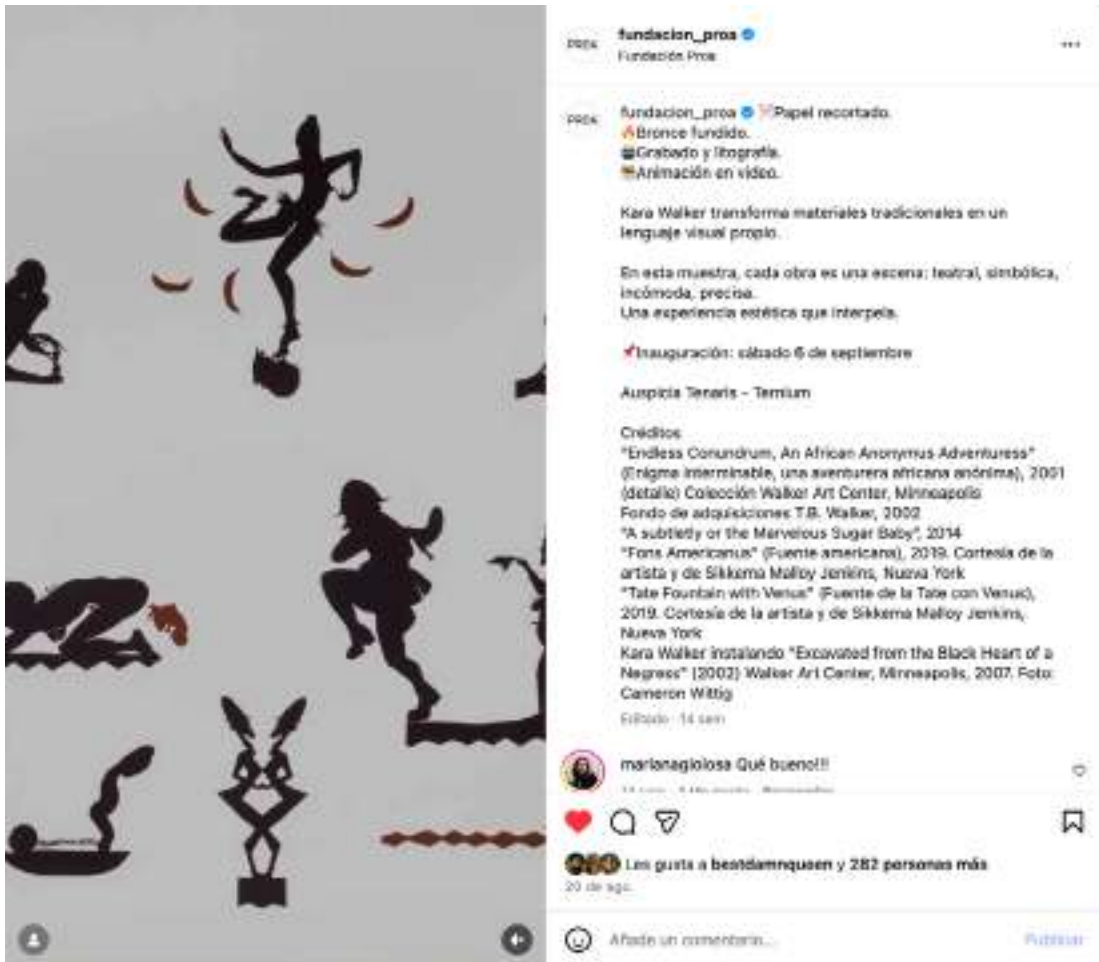 PROA
fundacion_proa
Fundación Proa
PROA
fundacion_proa Papel recortado.
Bronce fundido.
Grabado y litografía.
Animación en video.
Kara Walker transforma materiales tradicionales en un
lenguaje visual propio.
En esta muestra, cada obra es una escena: teatral, simbólica,
incómoda, precisa.
Una experiencia estética que interpela.
Inauguración: sábado 6 de septiembre
Auspicia Tenaris – Ternium
Créditos
"Endless Conundrum, An African Anonymus Adventuress"
(Enigma interminable, una aventurera africana anónima), 2001
(detalle) Colección Walker Art Center, Minneapolis
Fondo de adquisiciones T.B. Walker, 2002
"A subtletly or the Marvelous Sugar Baby", 2014
"Fons Americanus" (Fuente americana), 2019. Cortesía de la
artista y de Sikkema Malloy Jenkins, Nueva York
"Tate Fountain with Venus" (Fuente de la Tate con Venus),
2019. Cortesía de la artista y de Sikkema Malloy Jenkins,
Nueva York
Kara Walker instalando "Excavated from the Black Heart of a
Negress" (2002) Walker Art Center, Minneapolis, 2007. Foto:
Cameron Wittig
Editado · 14 sem
marianagiolosa Qué bueno!!!
Les gusta a bestdamnqueen y 282 personas más
20 de ago.
Añade un comentario...
Publicar